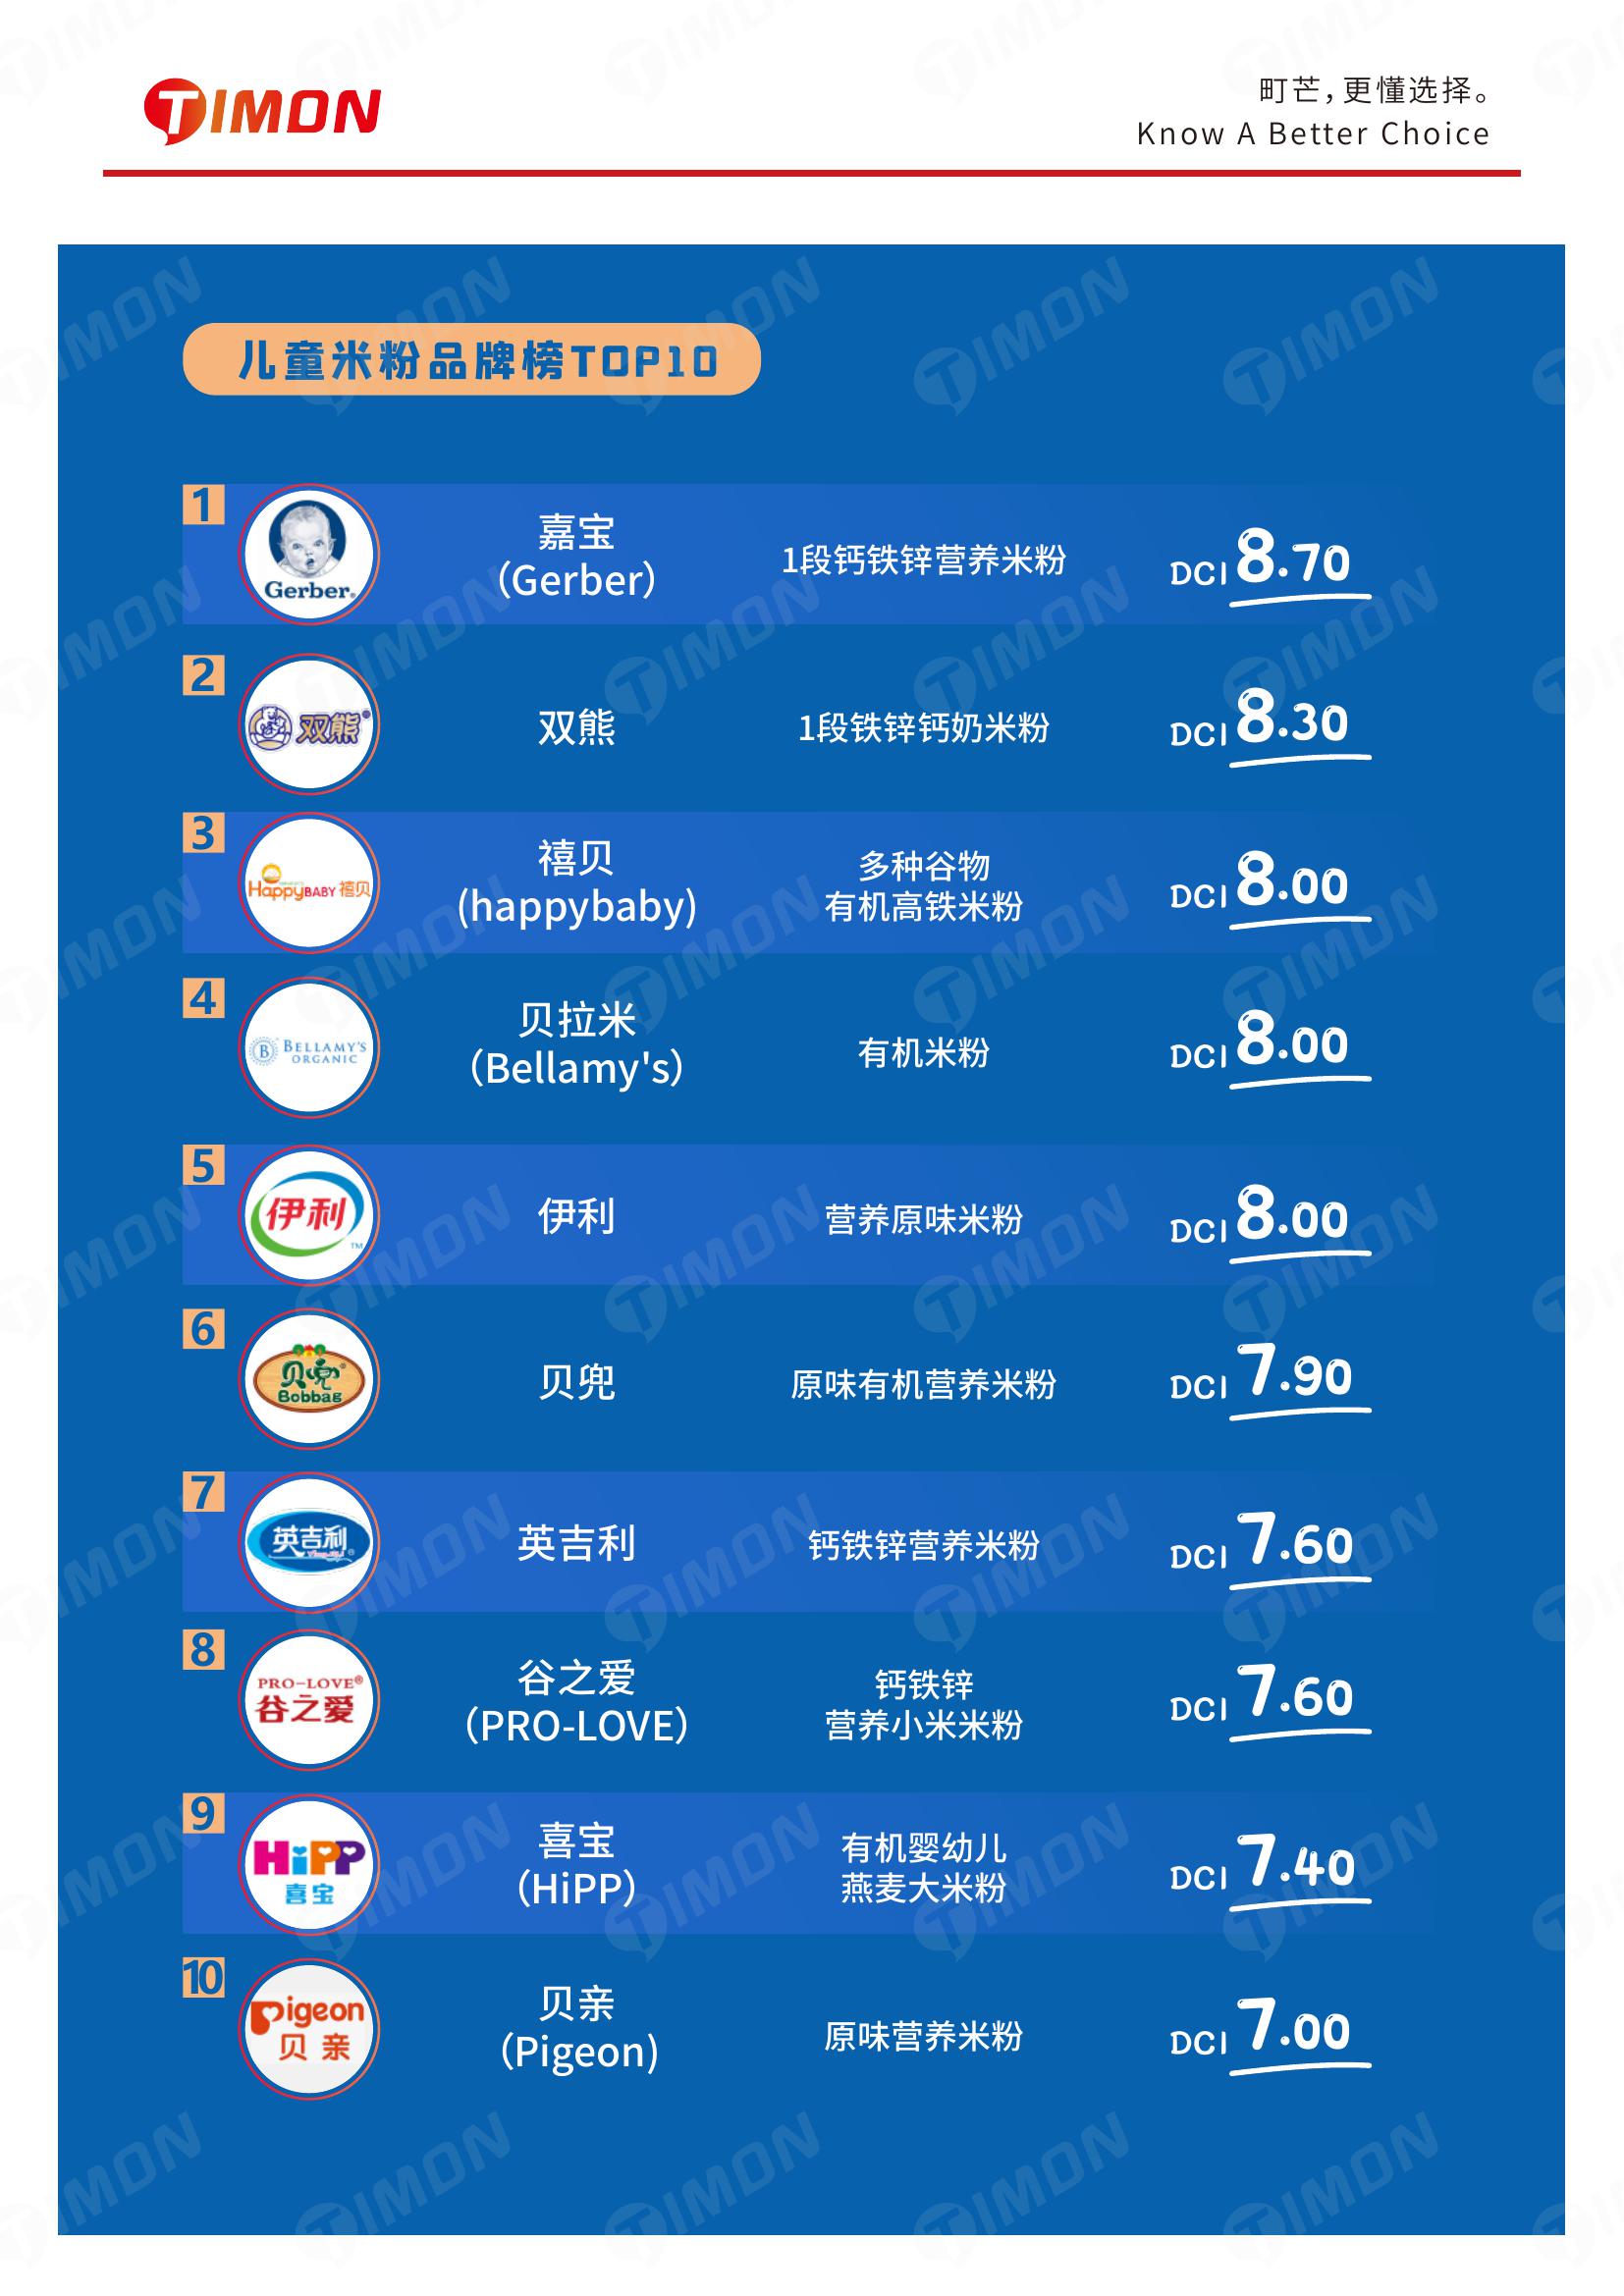 TIMON
町芒，更懂选择。
Know A Better Choice
儿童米粉品牌榜TOP10
1
Gerber
嘉宝
（Gerber）
1段钙铁锌营养米粉
DCI 8.70
2
双熊®
双熊
1段铁锌钙奶米粉
DCI 8.30
3
HappyBABY 禧贝
禧贝
(happybaby)
多种谷物
有机高铁米粉
DCI 8.00
4
B BELLAMY'S
ORGANIC
贝拉米
（Bellamy's）
有机米粉
DCI 8.00
5
伊利
TM
伊利
营养原味米粉
DCI 8.00
6
贝兜®
Bobbag
贝兜
原味有机营养米粉
DCI 7.90
7
英吉利®
英吉利
钙铁锌营养米粉
DCI 7.60
8
PRO-LOVE®
谷之爱
谷之爱
（PRO-LOVE）
钙铁锌
营养小米米粉
DCI 7.60
9
HiPP
喜宝
喜宝
（HiPP）
有机婴幼儿
燕麦大米粉
DCI 7.40
10
Pigeon
贝亲
贝亲
（Pigeon）
原味营养米粉
DCI 7.00